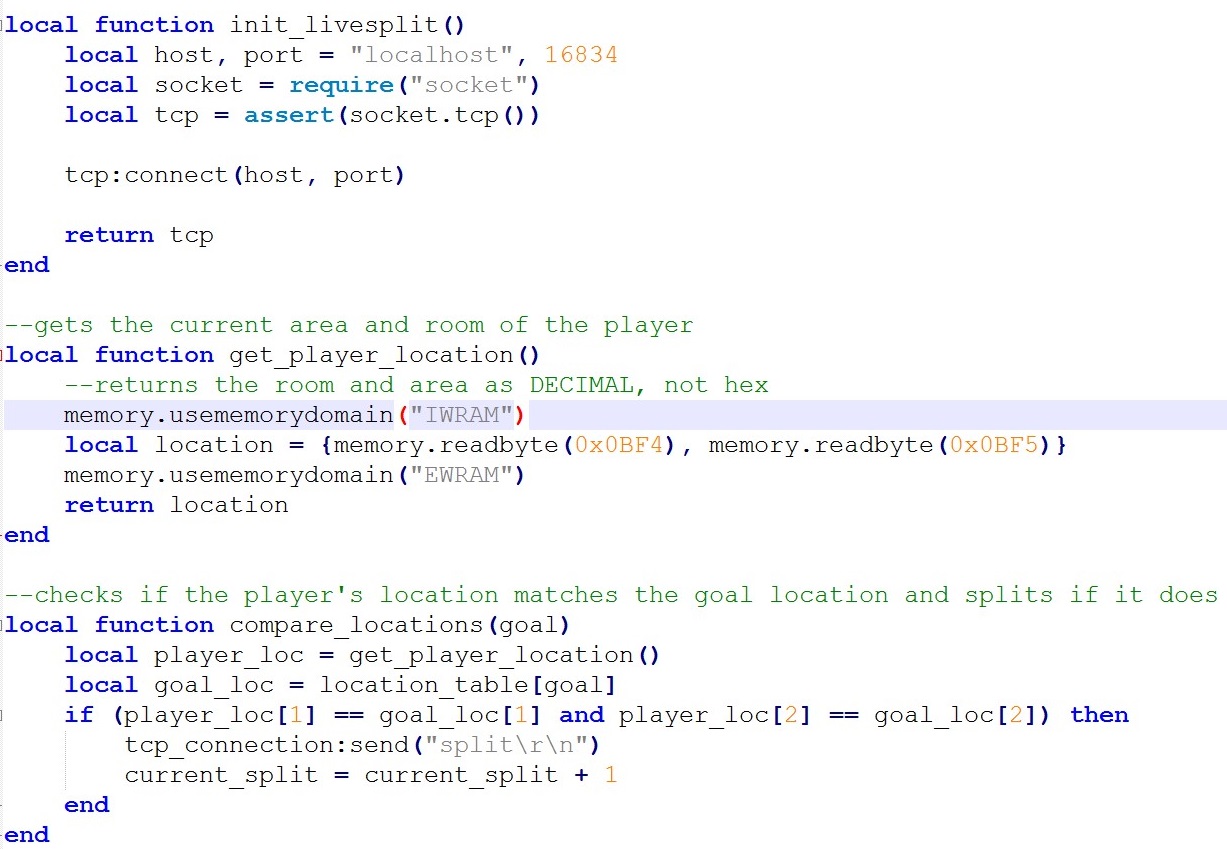 local function init_livesplit()
    local host, port = "localhost", 16834
    local socket = require("socket")
    local tcp = assert(socket.tcp())

    tcp:connect(host, port)

    return tcp
end

--gets the current area and room of the player
local function get_player_location()
    --returns the room and area as DECIMAL, not hex
    memory.usememorydomain("IWRAM")
    local location = {memory.readbyte(0x0BF4), memory.readbyte(0x0BF5)}
    memory.usememorydomain("EWRAM")
    return location
end

--checks if the player's location matches the goal location and splits if it does
local function compare_locations(goal)
    local player_loc = get_player_location()
    local goal_loc = location_table[goal]
    if (player_loc[1] == goal_loc[1] and player_loc[2] == goal_loc[2]) then
        tcp_connection:send("split\r\n")
        current_split = current_split + 1
    end
end